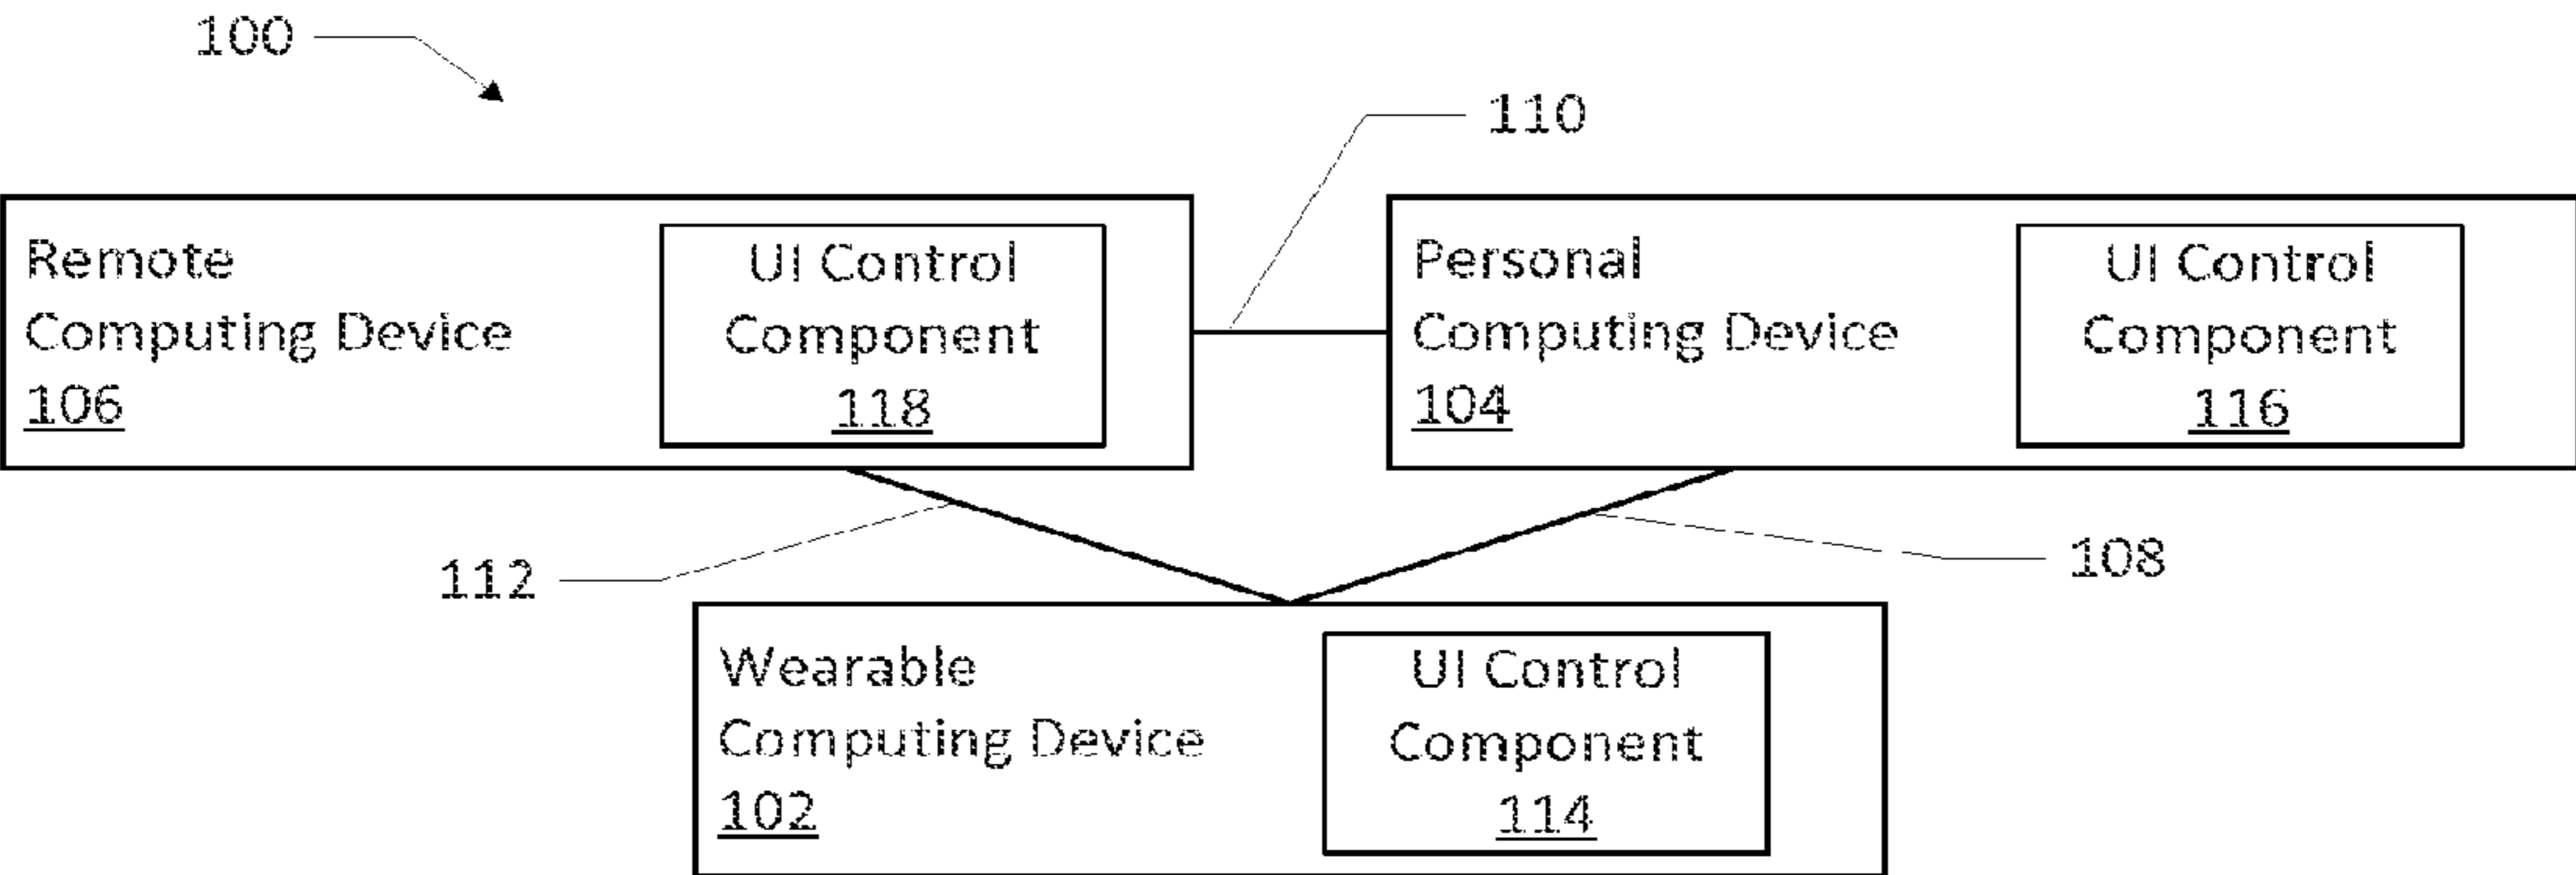 100
110
Remote
Computing Device
106
UI Control
Component
118
Personal
Computing Device
104
UI Control
Component
116
112
108
Wearable
Computing Device
102
UI Control
Component
114